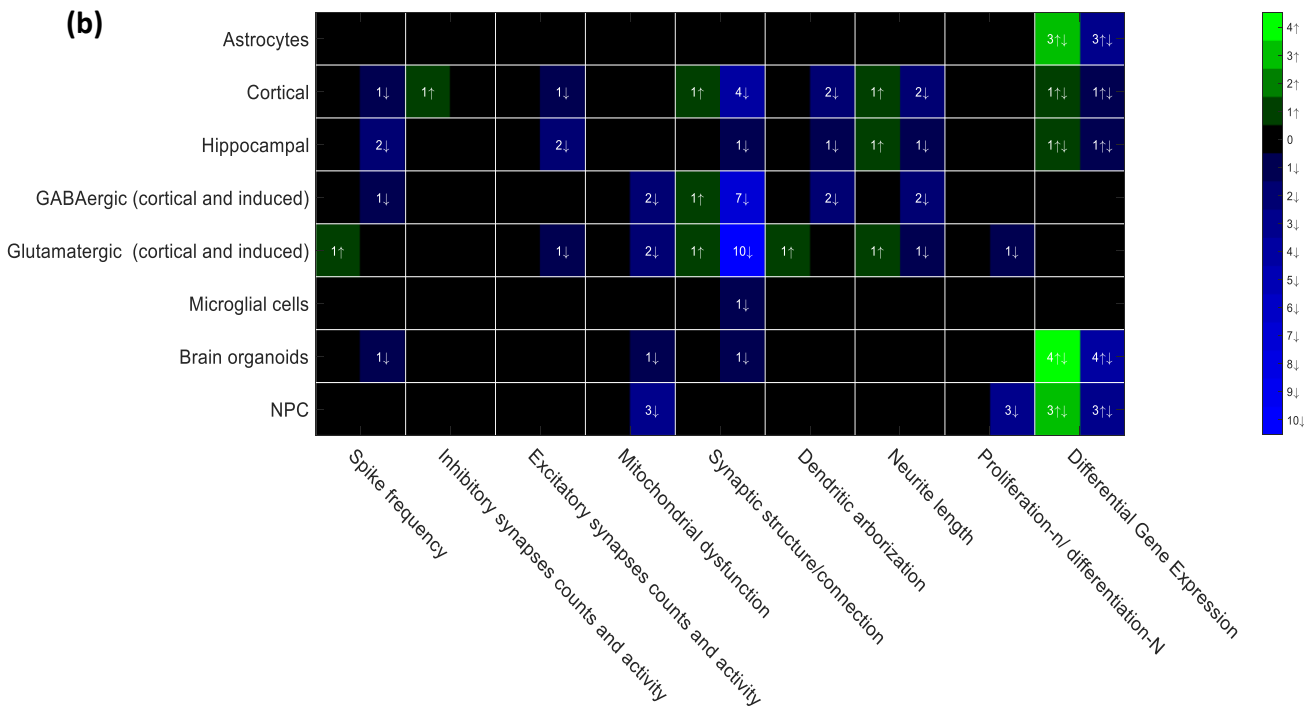 (b)
Astrocytes 3↑↓ 3↑↓
Cortical 1↓ 1↑ 1↓ 1↑ 4↓ 2↓ 1↑ 2↓ 1↑↓ 1↑↓
Hippocampal 2↓ 2↓ 1↓ 1↓ 1↑ 1↓ 1↑↓ 1↑↓
GABAergic (cortical and induced) 1↓ 2↓ 1↑ 7↓ 2↓ 2↓
Glutamatergic (cortical and induced) 1↑ 1↓ 2↓ 1↑ 10↓ 1↑ 1↑ 1↓ 1↓
Microglial cells 1↓
Brain organoids 1↓ 1↓ 1↓ 4↑↓ 4↑↓
NPC 3↓ 3↓ 3↑↓ 3↑↓
Spike frequency
Inhibitory synapses counts and activity
Excitatory synapses counts and activity
Mitochondrial dysfunction
Synaptic structure/connection
Dendritic arborization
Neurite length
Proliferation-n/ differentiation-N
Differential Gene Expression
4↑
3↑
2↑
1↑
0
1↓
2↓
3↓
4↓
5↓
6↓
7↓
8↓
9↓
10↓